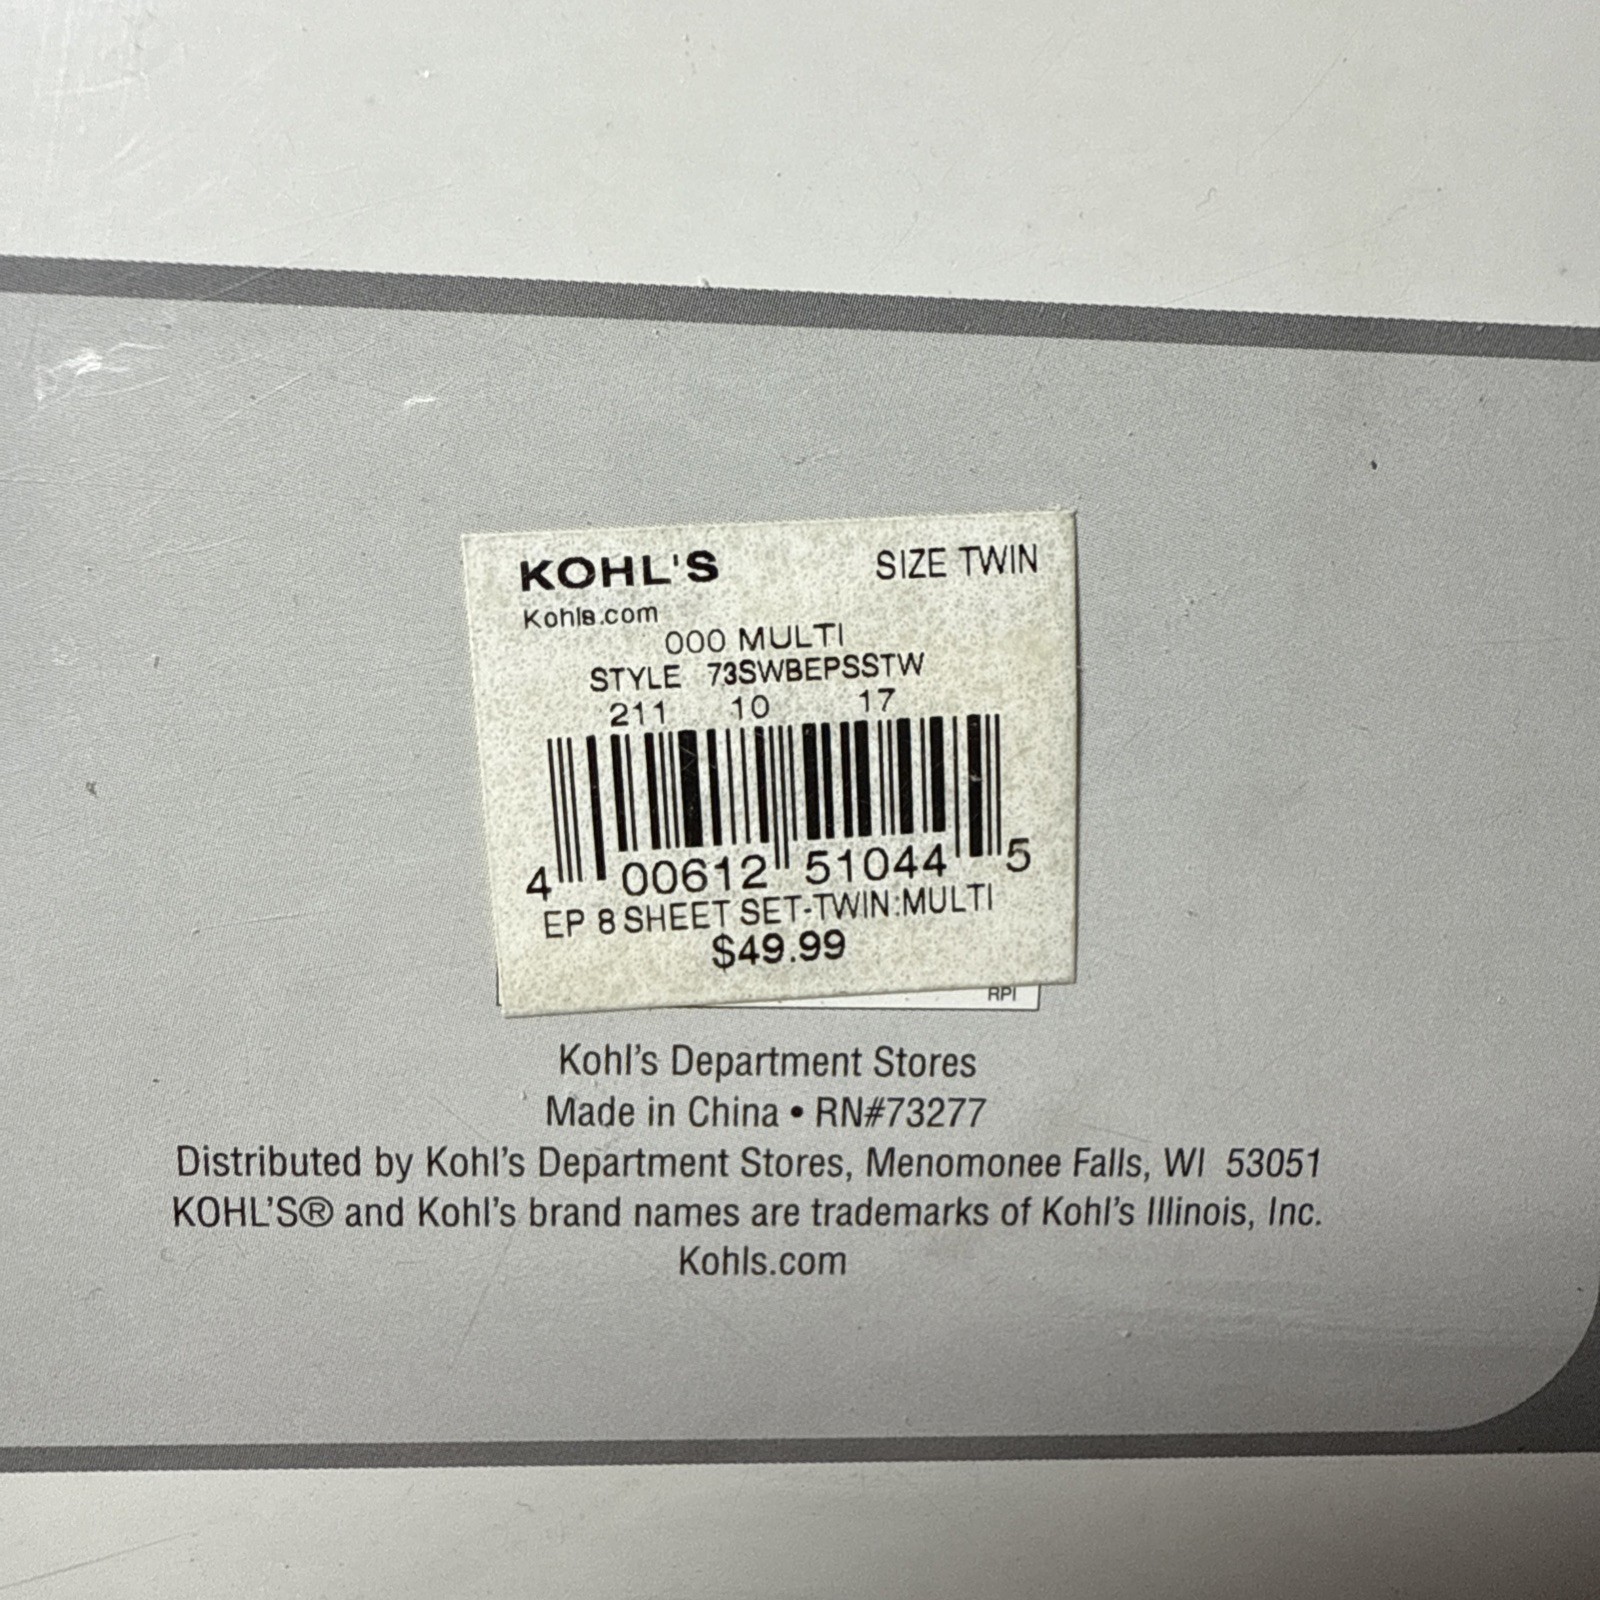 KOHL'S SIZE TWIN
Kohls.com
000 MULTI
STYLE 73SWBEPSSTW
211 10 17
4 00612 51044 5
EP 8 SHEET SET-TWIN:MULTI
$49.99
RPI
Kohl's Department Stores
Made in China • RN#73277
Distributed by Kohl's Department Stores, Menomonee Falls, WI 53051
KOHL'S® and Kohl's brand names are trademarks of Kohl's Illinois, Inc.
Kohls.com